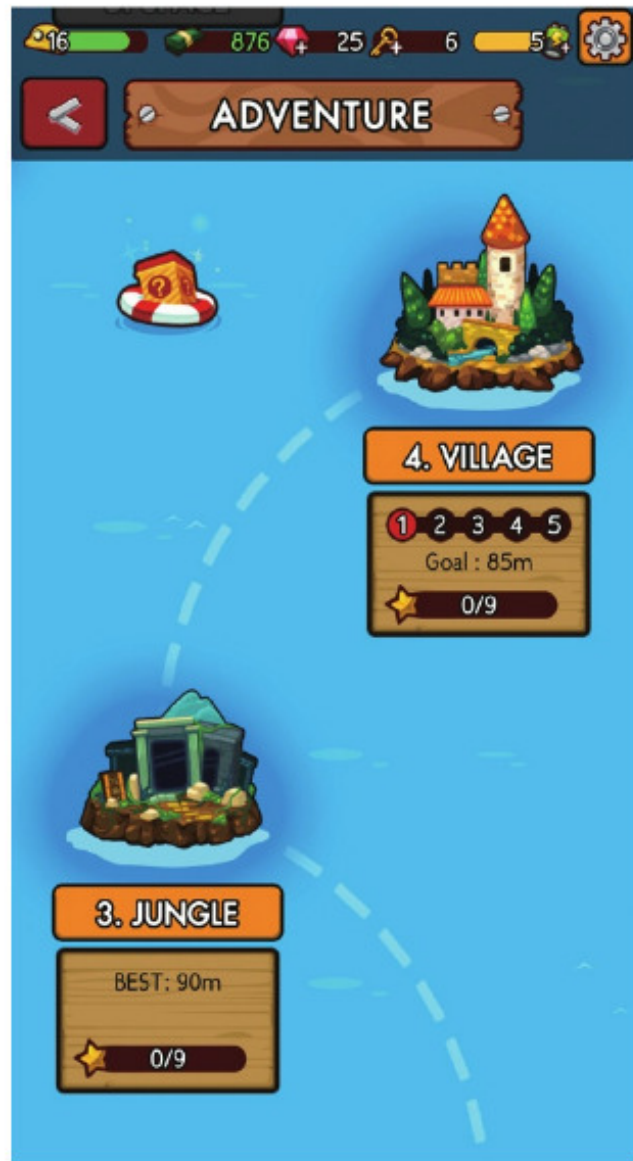 16 876 25 6 5
ADVENTURE
?
4. VILLAGE
1 2 3 4 5
Goal : 85m
0/9
3. JUNGLE
BEST: 90m
0/9